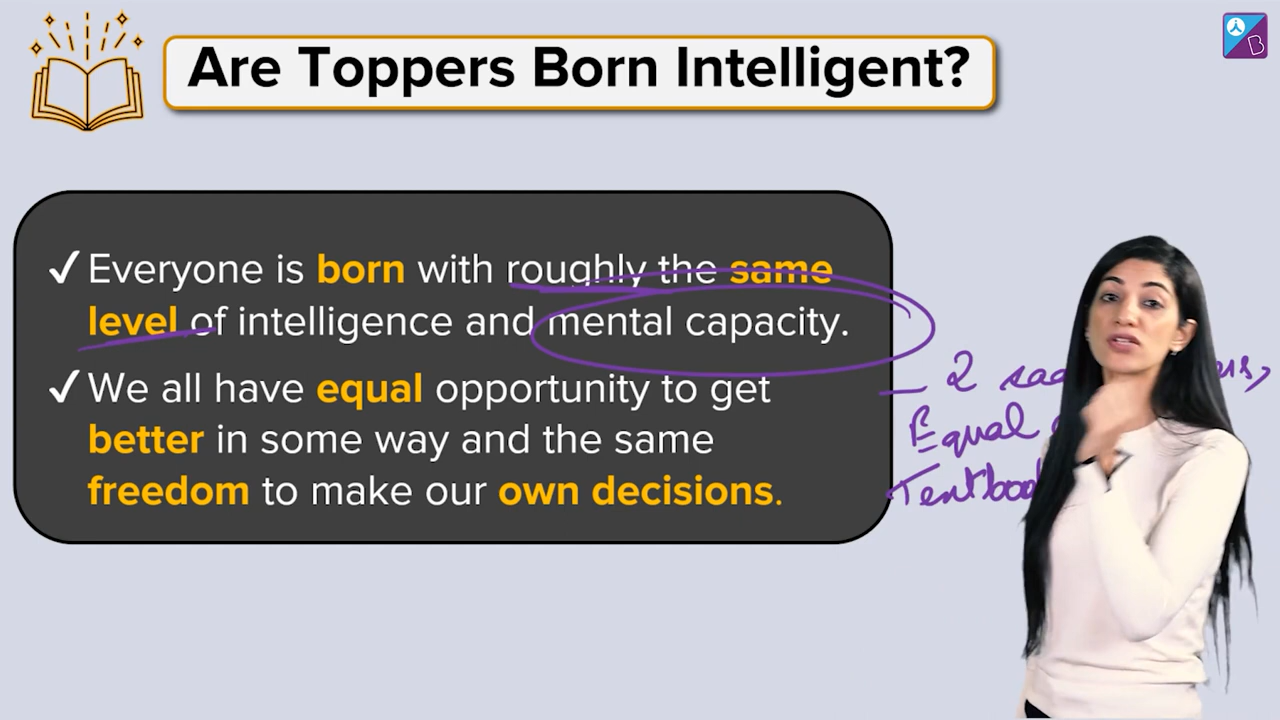 Are Toppers Born Intelligent?
B
✓ Everyone is born with roughly the same
level of intelligence and mental capacity.
✓ We all have equal opportunity to get
better in some way and the same
freedom to make our own decisions.
2
Equal